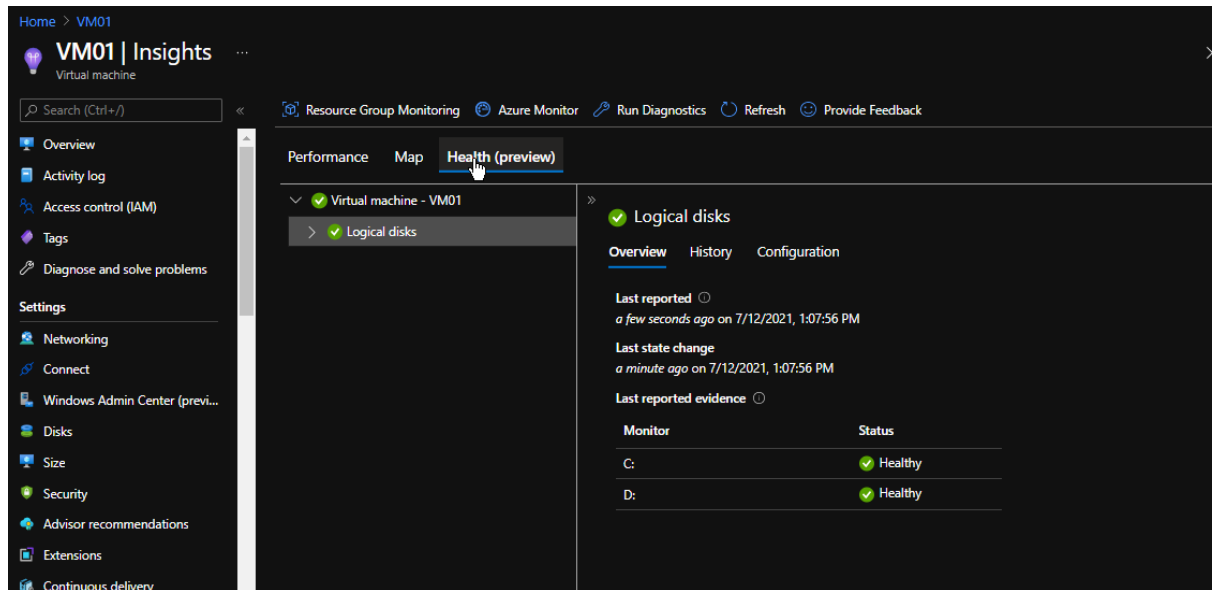 Home > VM01
VM01 | Insights ...
Virtual machine
Search (Ctrl+/)
«
Resource Group Monitoring Azure Monitor Run Diagnostics Refresh Provide Feedback
Overview
Activity log
Access control (IAM)
Tags
Diagnose and solve problems
Settings
Networking
Connect
Windows Admin Center (previ...
Disks
Size
Security
Advisor recommendations
Extensions
Continuous delivery
Performance Map Health (preview)
Virtual machine - VM01
Logical disks
»
Logical disks
Overview History Configuration
Last reported
a few seconds ago on 7/12/2021, 1:07:56 PM
Last state change
a minute ago on 7/12/2021, 1:07:56 PM
Last reported evidence
Monitor Status
C: Healthy
D: Healthy